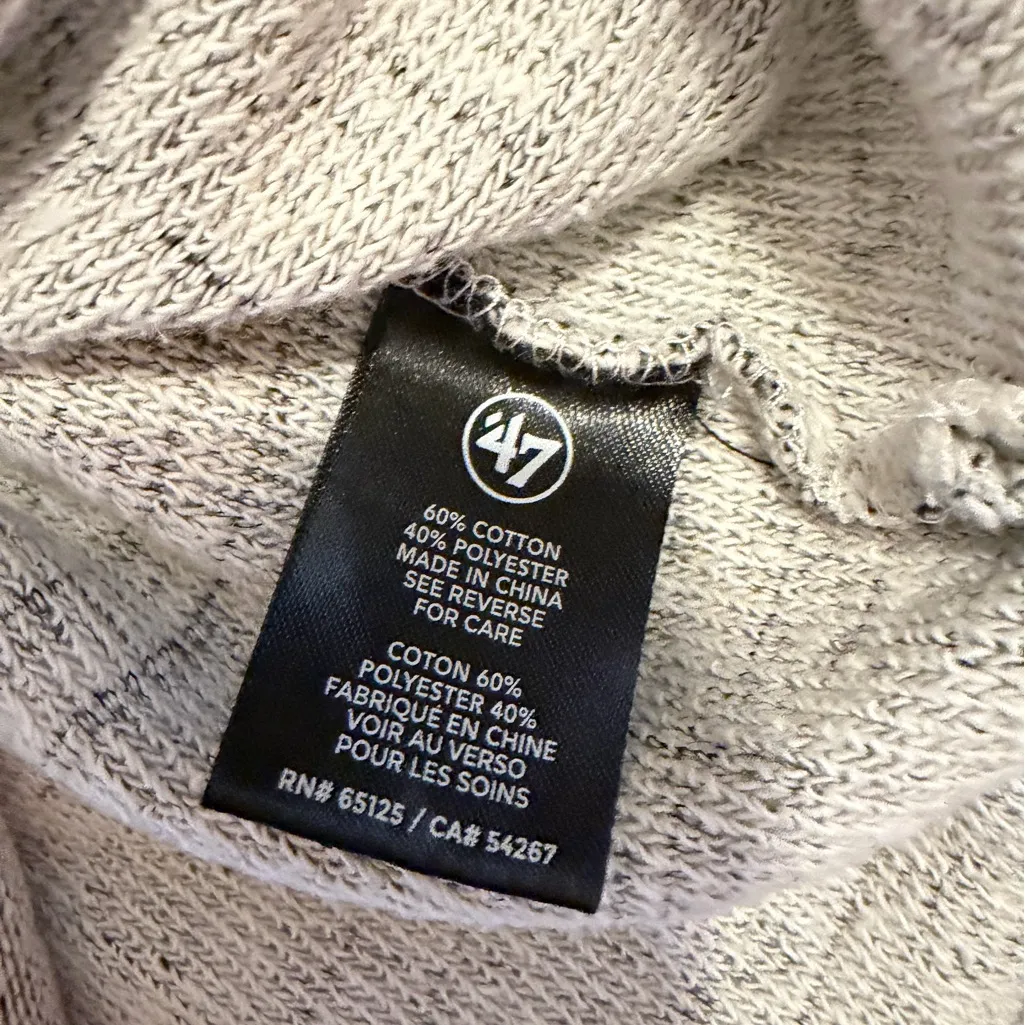 '47
60% COTTON
40% POLYESTER
MADE IN CHINA
SEE REVERSE
FOR CARE
COTON 60%
POLYESTER 40%
FABRIQUÉ EN CHINE
VOIR AU VERSO
POUR LES SOINS
RN# 65125 / CA# 54267